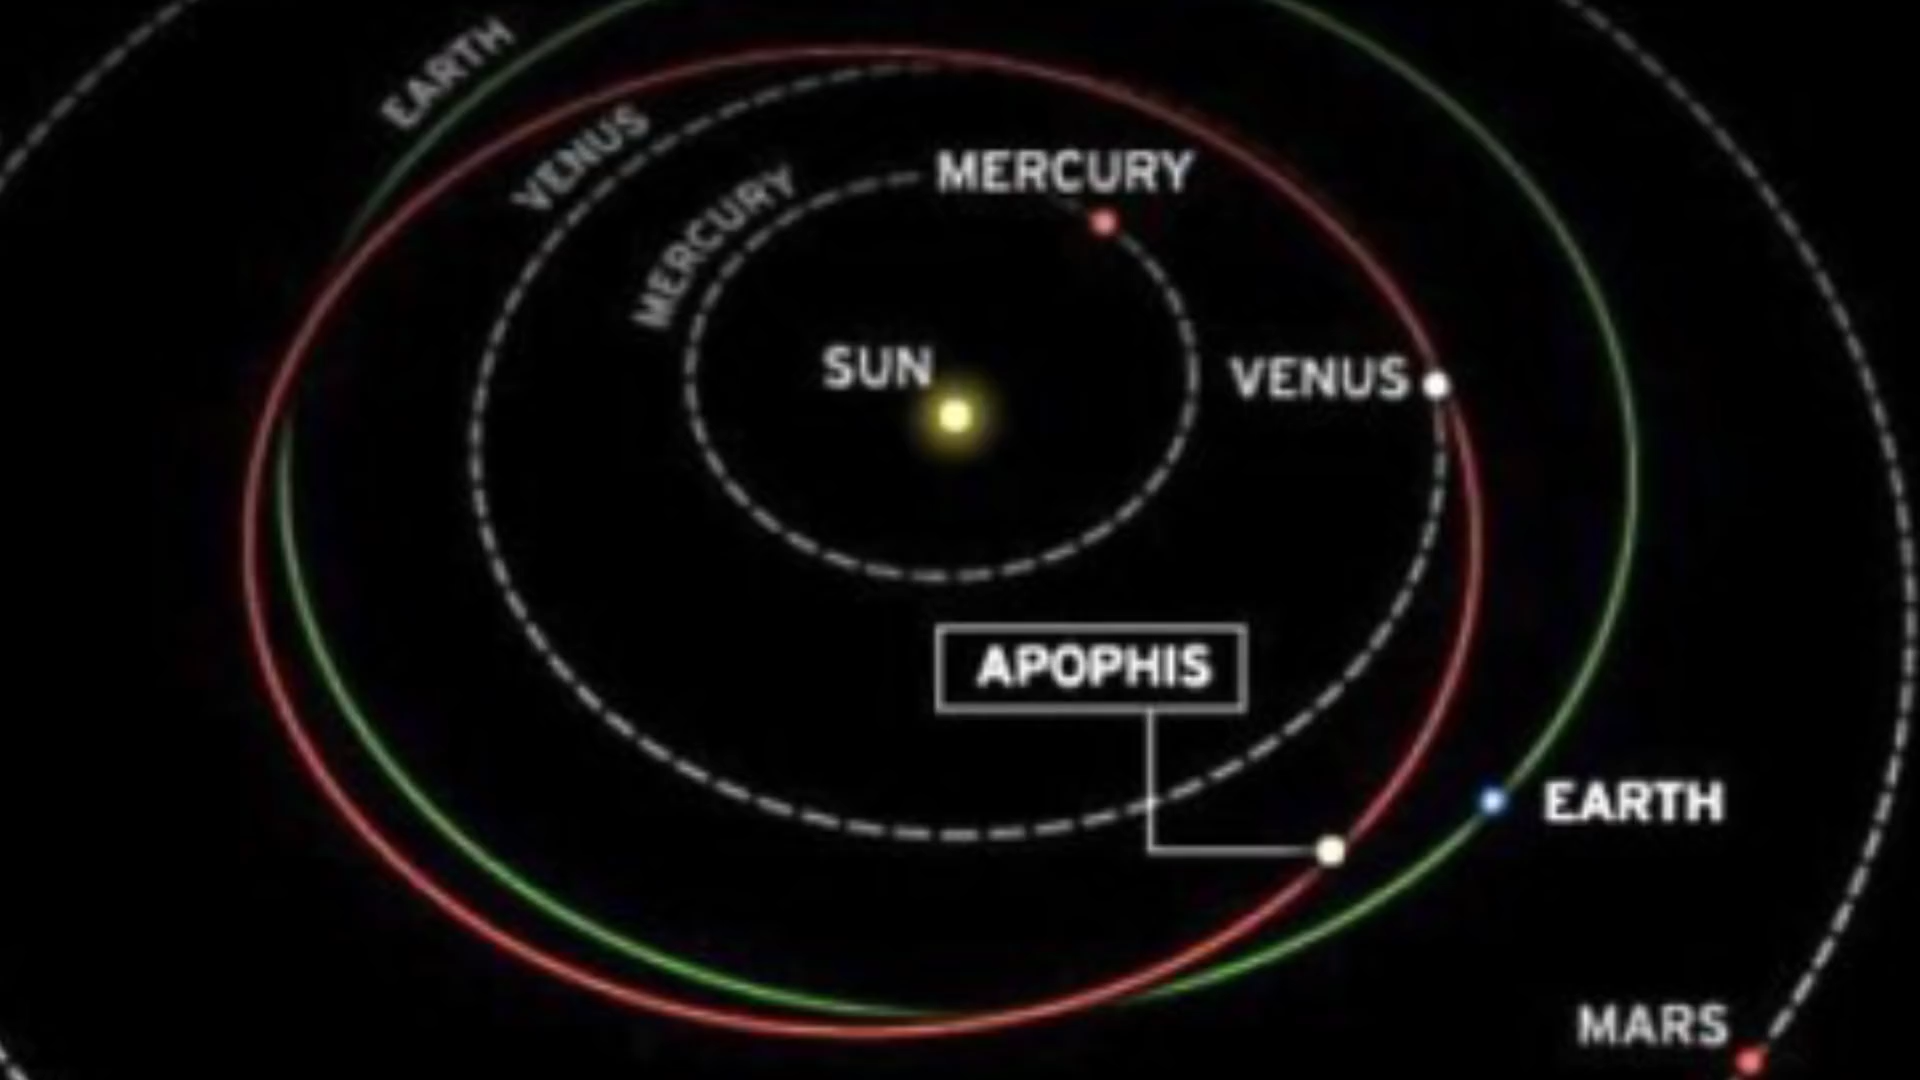 EARTH
VENUS
MERCURY
MERCURY
SUN
VENUS
APOPHIS
EARTH
MARS